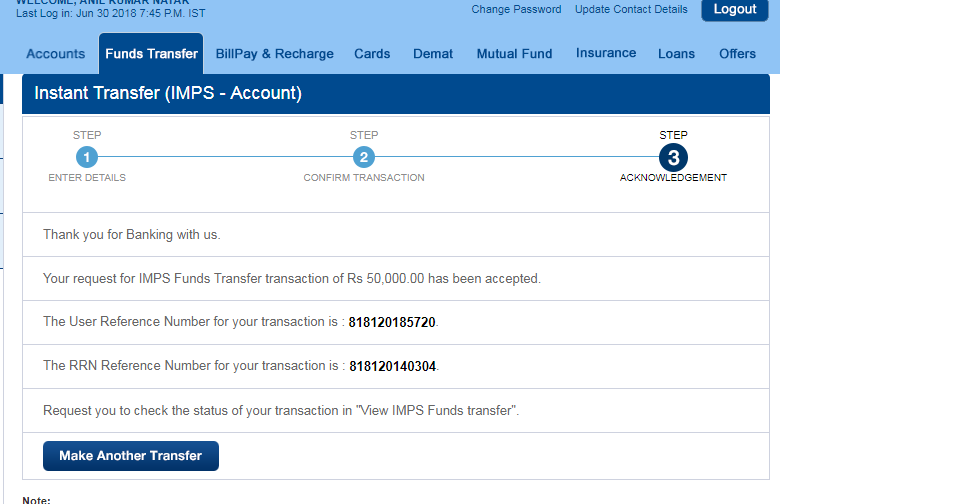 WELCOME, ANIL KUMAR NAYAK
Last Log in: Jun 30 2018 7:45 P.M. IST
Change Password Update Contact Details Logout
Accounts Funds Transfer BillPay & Recharge Cards Demat Mutual Fund Insurance Loans Offers
Instant Transfer (IMPS - Account)
STEP STEP STEP
1 2 3
ENTER DETAILS CONFIRM TRANSACTION ACKNOWLEDGEMENT
Thank you for Banking with us.
Your request for IMPS Funds Transfer transaction of Rs 50,000.00 has been accepted.
The User Reference Number for your transaction is : 818120185720.
The RRN Reference Number for your transaction is : 818120140304.
Request you to check the status of your transaction in "View IMPS Funds transfer".
Make Another Transfer
Note: